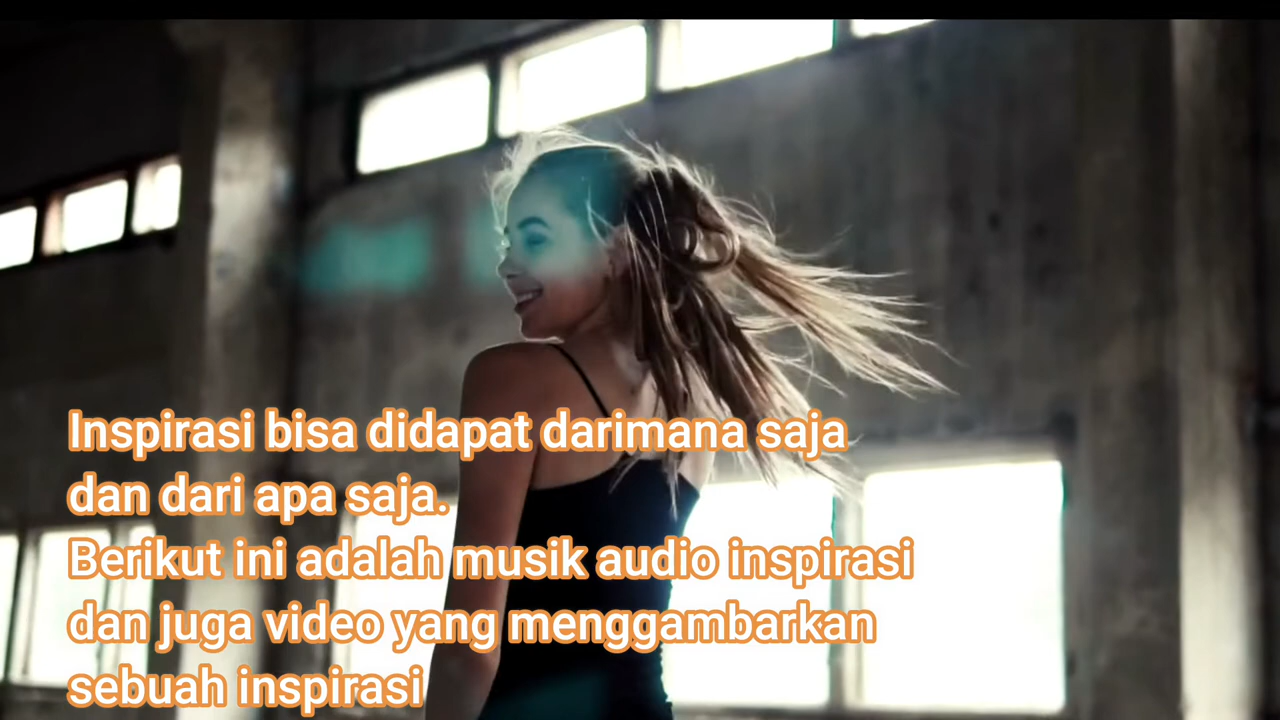 Inspirasi bisa didapat darimana saja
dan dari apa saja.
Berikut ini adalah musik audio inspirasi
dan juga video yang menggambarkan
sebuah inspirasi